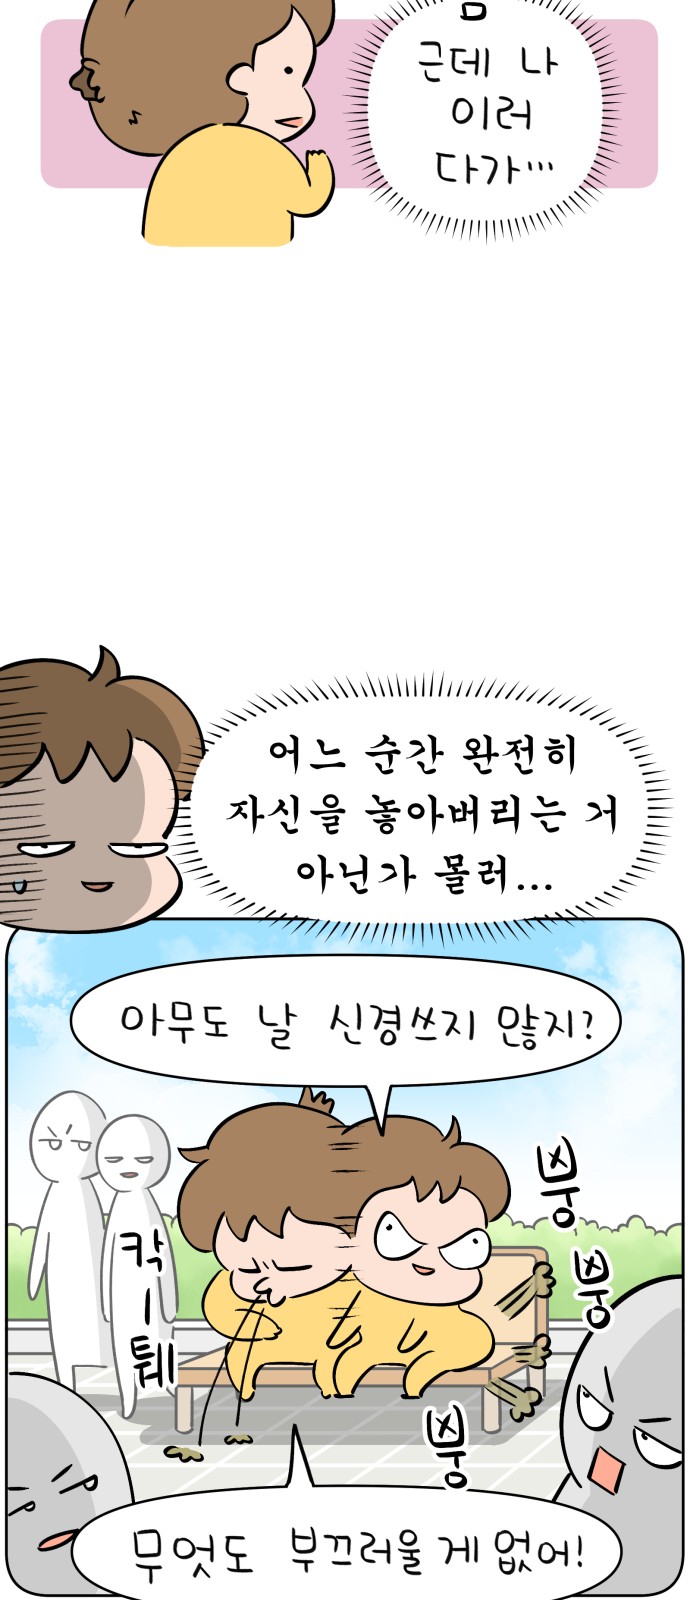 근데 나
이러
다가…
어느 순간 완전히
자신을 놓아버리는 거
아닌가 몰러...
아무도 날 신경쓰지 않지?
뿡
뿡
칵
ㅣ
퉤
뿡
무엇도 부끄러울 게 없어!